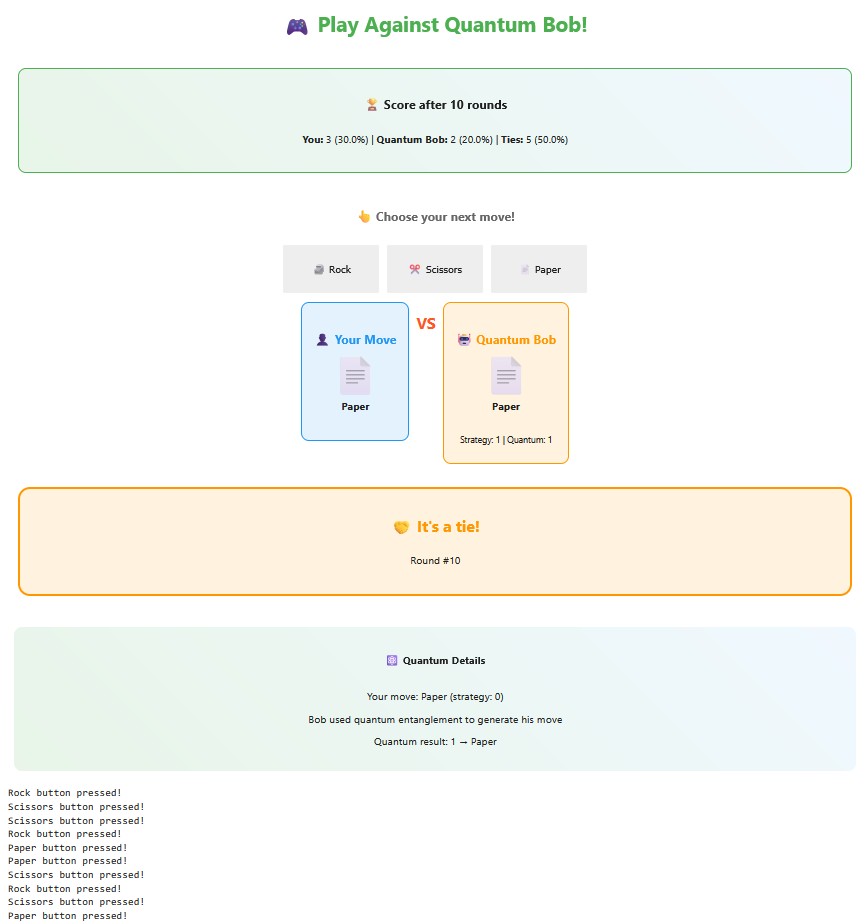 Play Against Quantum Bob!
Score after 10 rounds
You: 3 (30.0%) | Quantum Bob: 2 (20.0%) | Ties: 5 (50.0%)
Choose your next move!
Rock
Scissors
Paper
Your Move
Paper
VS
Quantum Bob
Paper
Strategy: 1 | Quantum: 1
It's a tie!
Round #10
Quantum Details
Your move: Paper (strategy: 0)
Bob used quantum entanglement to generate his move
Quantum result: 1 → Paper
Rock button pressed!
Scissors button pressed!
Scissors button pressed!
Rock button pressed!
Paper button pressed!
Paper button pressed!
Scissors button pressed!
Rock button pressed!
Scissors button pressed!
Paper button pressed!